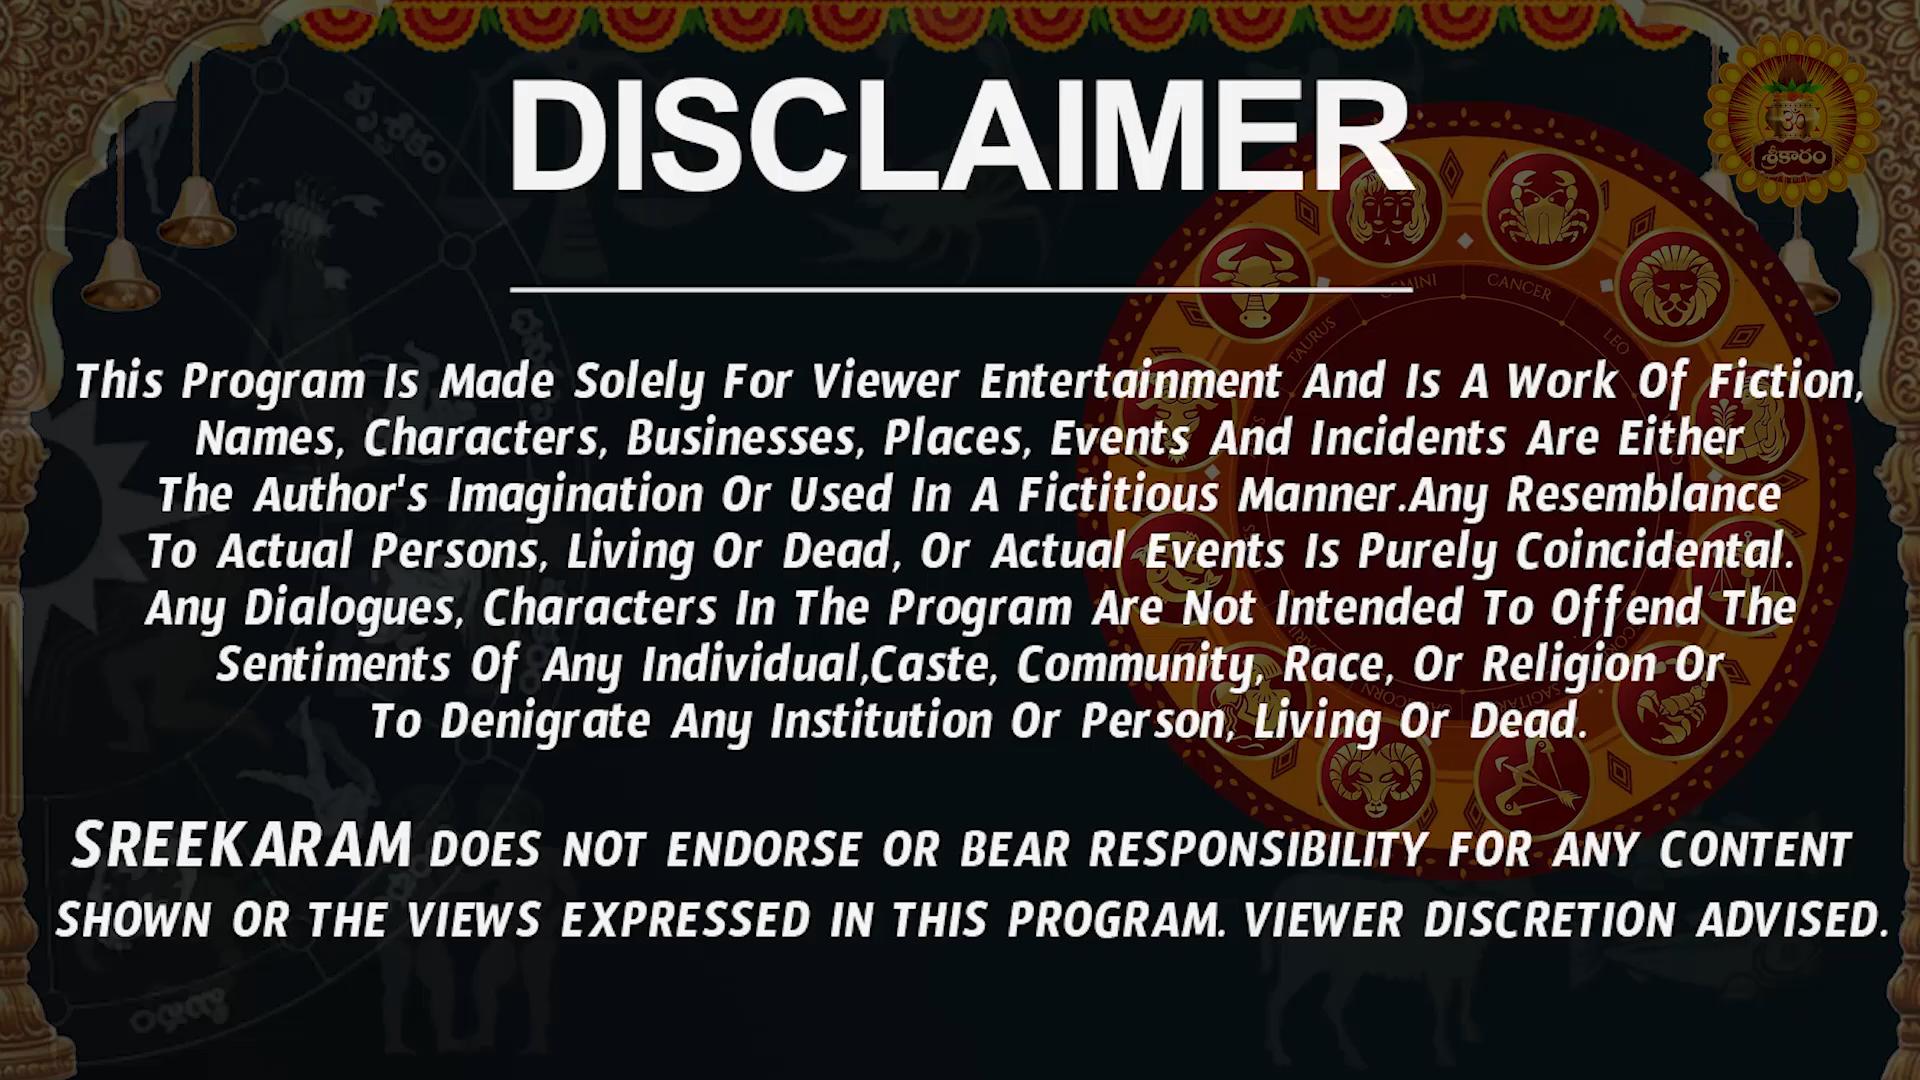 DISCLAIMER
శ్రీకారం
GEMINI
CANCER
TAURUS
LEO
This Program Is Made Solely For Viewer Entertainment And Is A Work Of Fiction,
Names, Characters, Businesses, Places, Events And Incidents Are Either
The Author's Imagination Or Used In A Fictitious Manner.Any Resemblance
To Actual Persons, Living Or Dead, Or Actual Events Is Purely Coincidental.
Any Dialogues, Characters In The Program Are Not Intended To Offend The
Sentiments Of Any Individual,Caste, Community, Race, Or Religion Or
To Denigrate Any Institution Or Person, Living Or Dead.
SREEKARAM DOES NOT ENDORSE OR BEAR RESPONSIBILITY FOR ANY CONTENT
SHOWN OR THE VIEWS EXPRESSED IN THIS PROGRAM. VIEWER DISCRETION ADVISED.